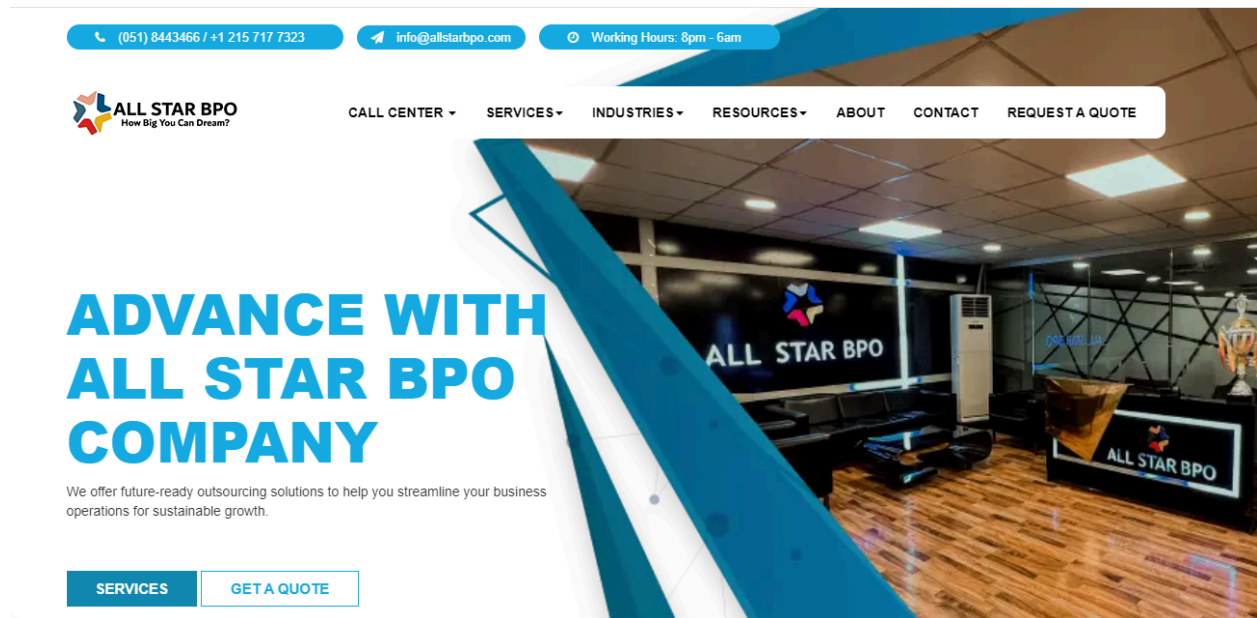 (051) 8443466 / +1 215 717 7323
info@allstarbpo.com
Working Hours: 8pm - 6am
ALL STAR BPO
How Big You Can Dream?
CALL CENTER
SERVICES
INDUSTRIES
RESOURCES
ABOUT
CONTACT
REQUEST A QUOTE
ADVANCE WITH
ALL STAR BPO
COMPANY
We offer future-ready outsourcing solutions to help you streamline your business
operations for sustainable growth.
SERVICES
GET A QUOTE
ALL STAR BPO
ALL STAR BPO